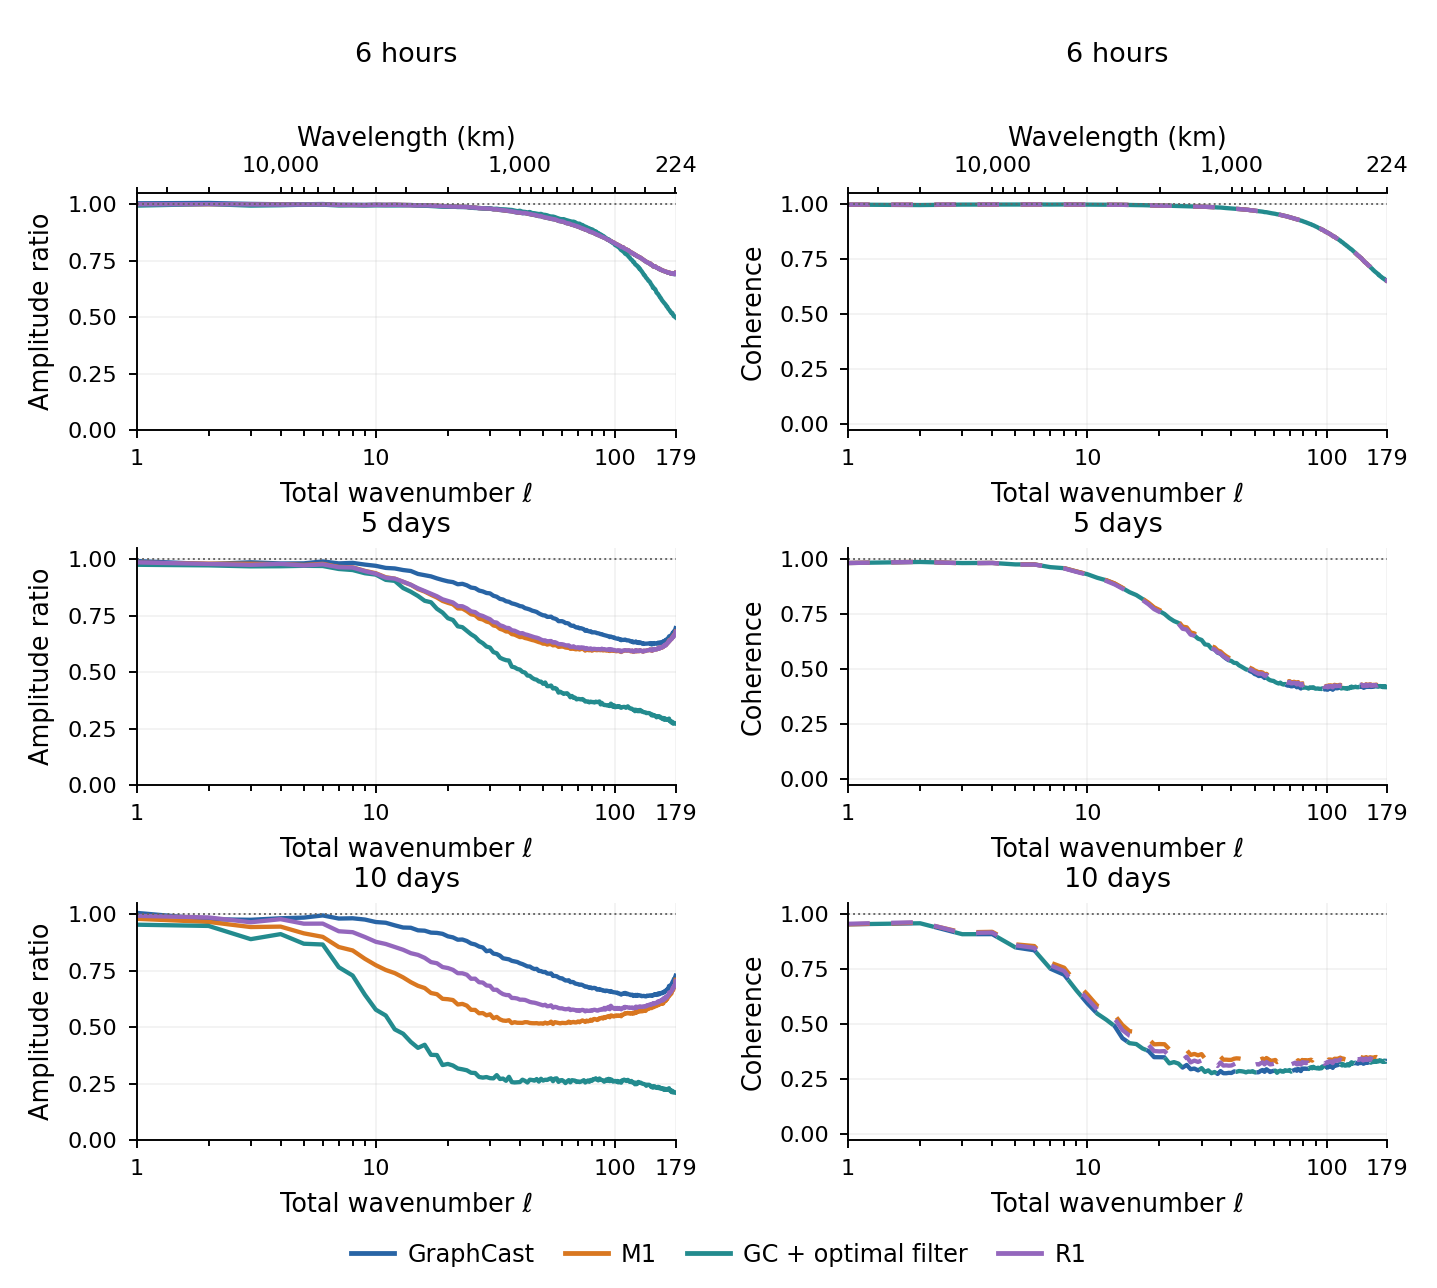 6 hours
6 hours
Wavelength (km)
Wavelength (km)
10,000 1,000 224
10,000 1,000 224
Amplitude ratio
1.00
0.75
0.50
0.25
0.00
1 10 100 179
Total wavenumber ℓ
Coherence
1.00
0.75
0.50
0.25
0.00
1 10 100 179
Total wavenumber ℓ
5 days
Amplitude ratio
1.00
0.75
0.50
0.25
0.00
1 10 100 179
Total wavenumber ℓ
5 days
Coherence
1.00
0.75
0.50
0.25
0.00
1 10 100 179
Total wavenumber ℓ
10 days
Amplitude ratio
1.00
0.75
0.50
0.25
0.00
1 10 100 179
Total wavenumber ℓ
10 days
Coherence
1.00
0.75
0.50
0.25
0.00
1 10 100 179
Total wavenumber ℓ
GraphCast M1 GC + optimal filter R1